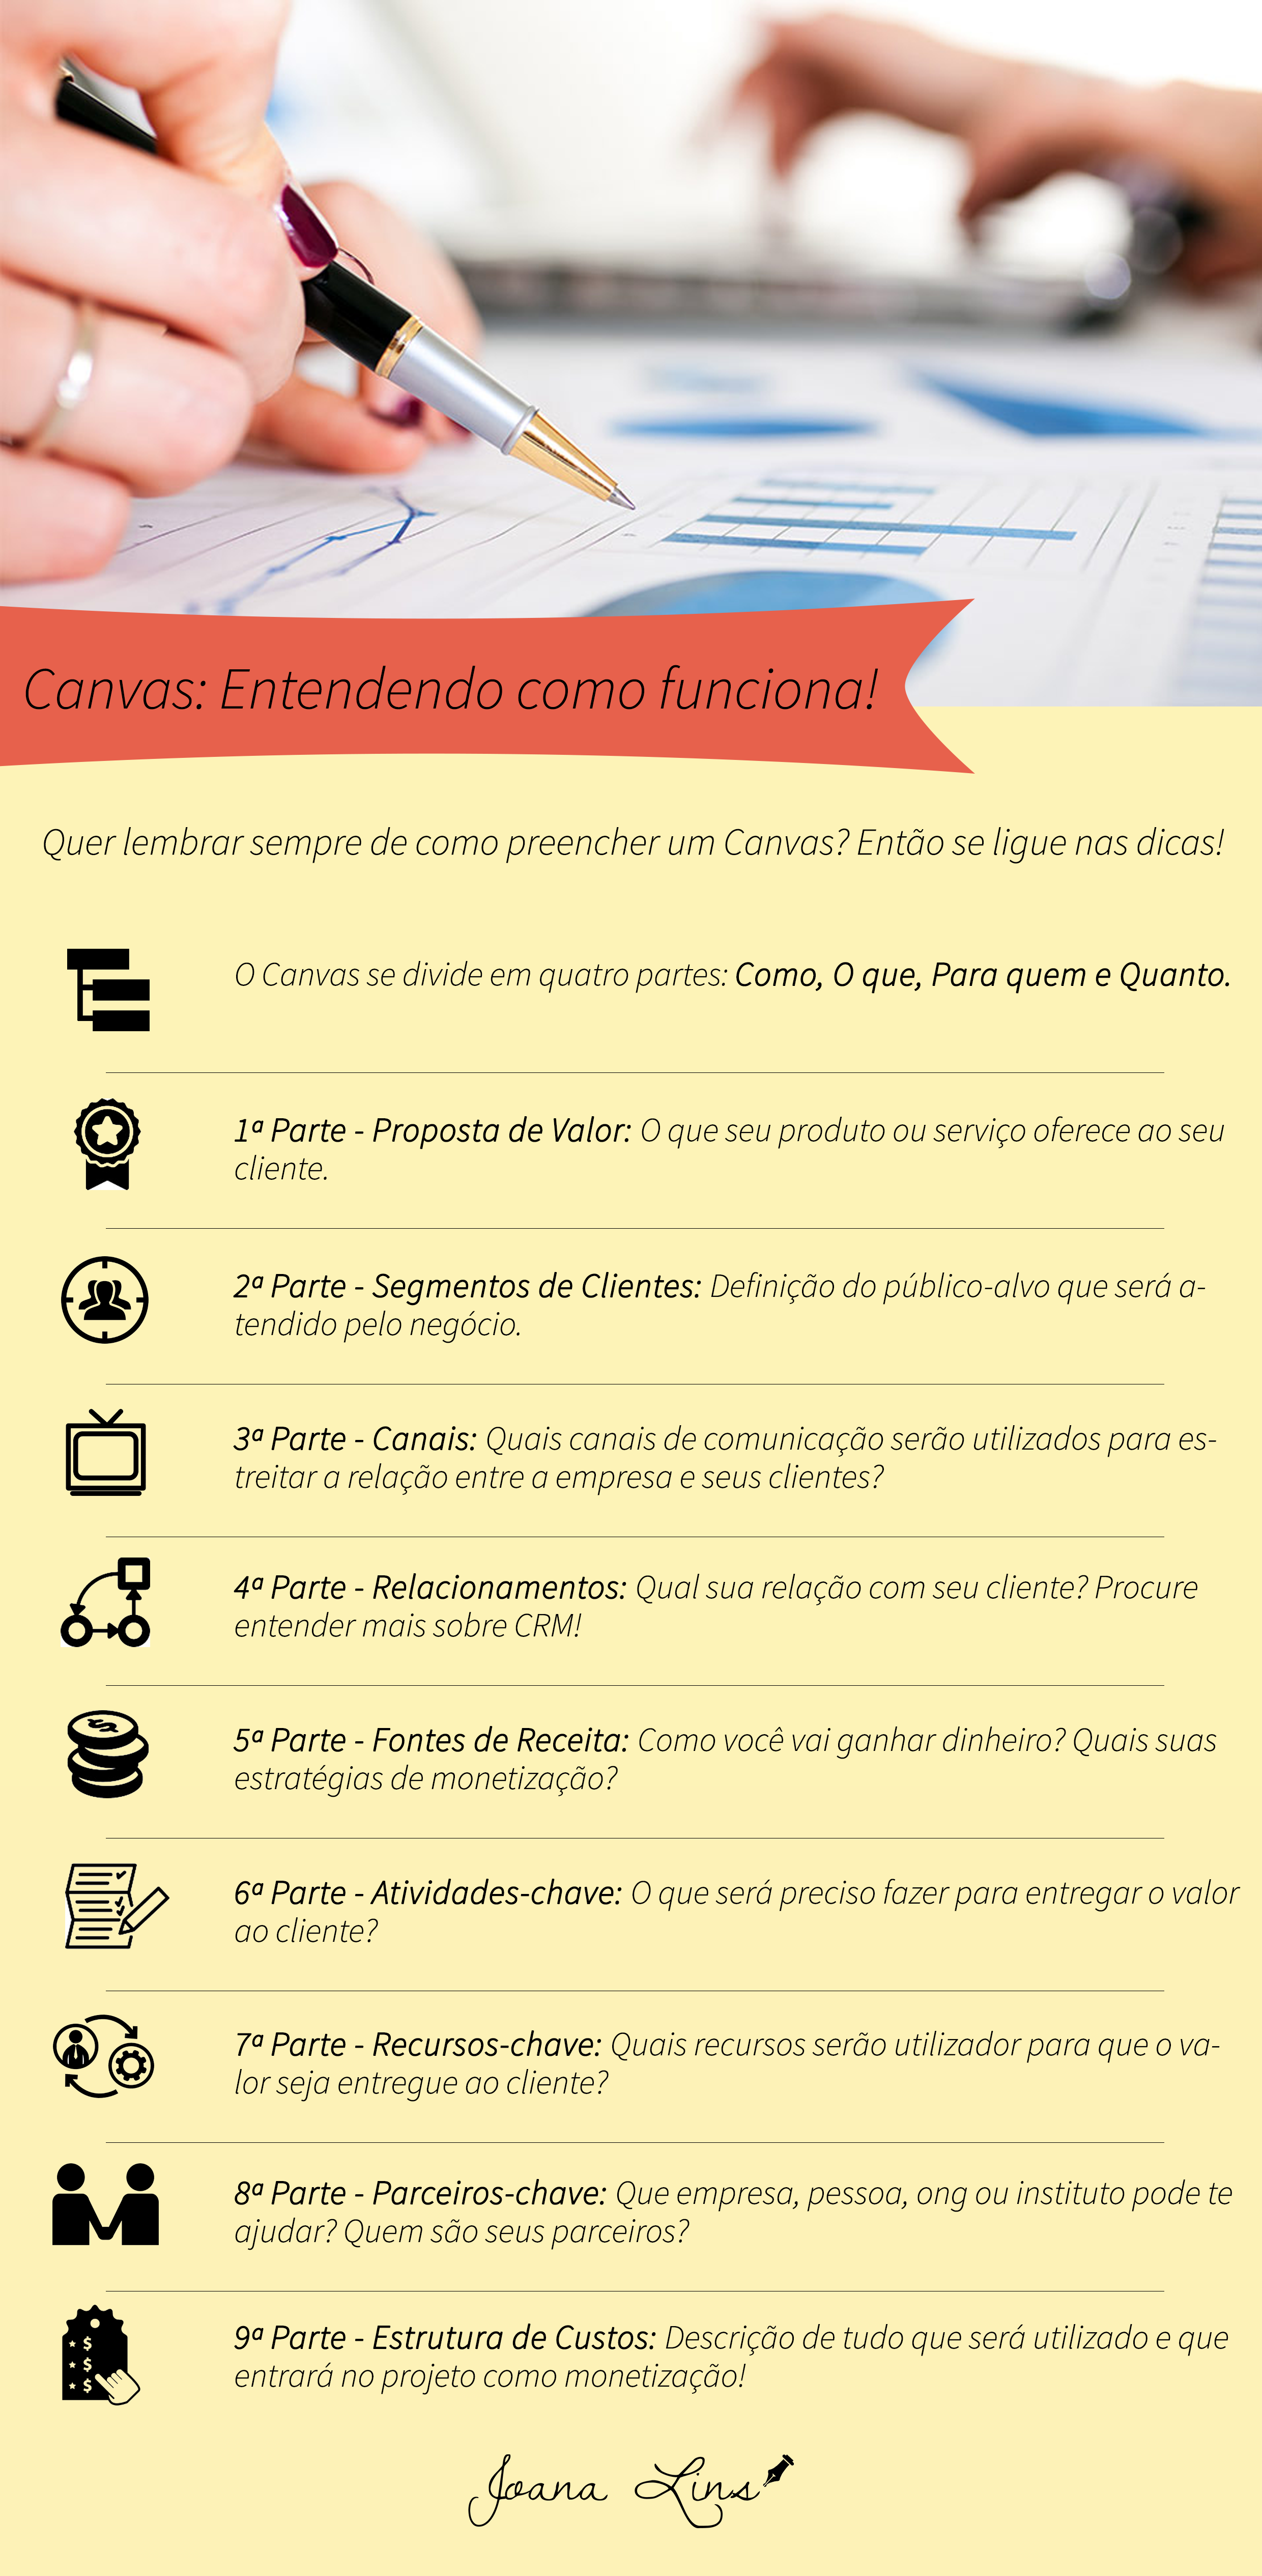 Canvas: Entendendo como funciona!
Quer lembrar sempre de como preencher um Canvas? Então se ligue nas dicas!
O Canvas se divide em quatro partes: Como, O que, Para quem e Quanto.
1ª Parte - Proposta de Valor: O que seu produto ou serviço oferece ao seu
cliente.
2ª Parte - Segmentos de Clientes: Definição do público-alvo que será a-
tendido pelo negócio.
3ª Parte - Canais: Quais canais de comunicação serão utilizados para es-
treitar a relação entre a empresa e seus clientes?
4ª Parte - Relacionamentos: Qual sua relação com seu cliente? Procure
entender mais sobre CRM!
5ª Parte - Fontes de Receita: Como você vai ganhar dinheiro? Quais suas
estratégias de monetização?
6ª Parte - Atividades-chave: O que será preciso fazer para entregar o valor
ao cliente?
7ª Parte - Recursos-chave: Quais recursos serão utilizador para que o va-
lor seja entregue ao cliente?
8ª Parte - Parceiros-chave: Que empresa, pessoa, ong ou instituto pode te
ajudar? Quem são seus parceiros?
9ª Parte - Estrutura de Custos: Descrição de tudo que será utilizado e que
entrará no projeto como monetização!
Joana Lins